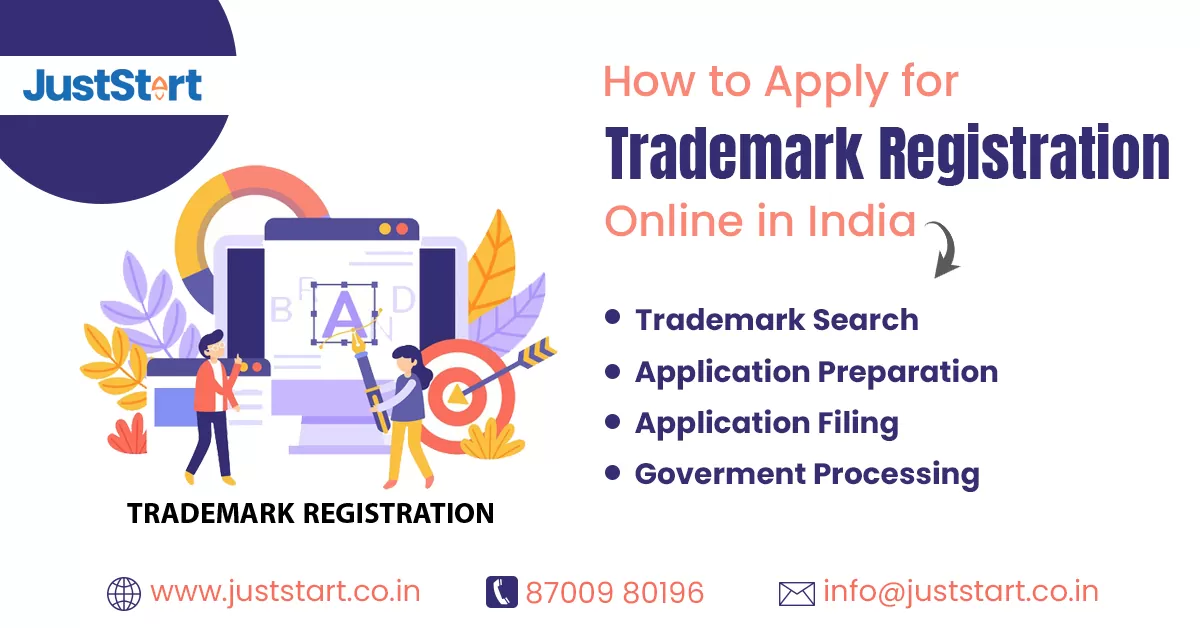 JustStart
How to Apply for
Trademark Registration
Online in India
BRAND
Trademark Search
Application Preparation
Application Filing
Goverment Processing
TRADEMARK REGISTRATION
www.juststart.co.in
87009 80196
info@juststart.co.in